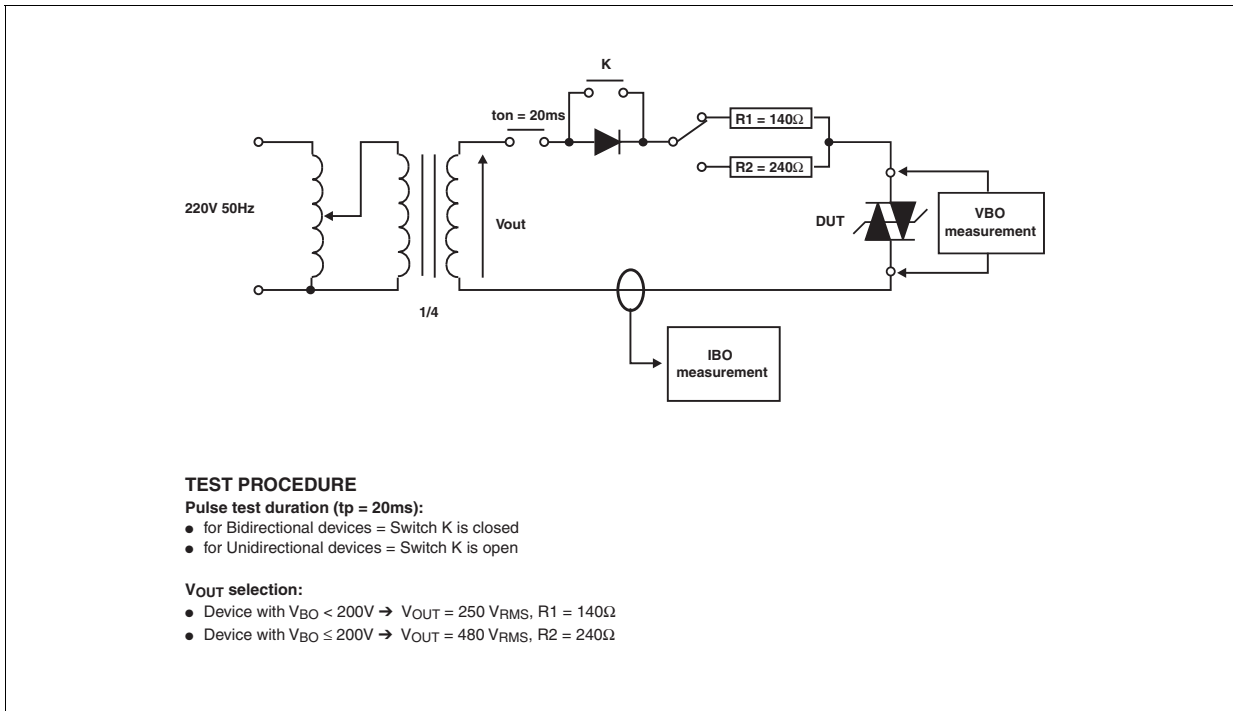 K
ton = 20ms
R1 = 140Ω
R2 = 240Ω
220V 50Hz
Vout
DUT
VBO
measurement
1/4
IBO
measurement
TEST PROCEDURE
Pulse test duration (tp = 20ms):
● for Bidirectional devices = Switch K is closed
● for Unidirectional devices = Switch K is open
VOUT selection:
● Device with VBO < 200V ➔ VOUT = 250 VRMS, R1 = 140Ω
● Device with VBO ≤ 200V ➔ VOUT = 480 VRMS, R2 = 240Ω